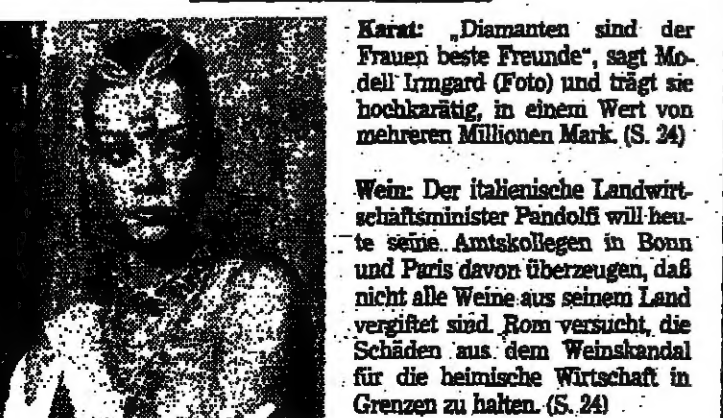 Karat: „Diamanten sind der
Frauen beste Freunde“, sagt Mo-
dell Irmgard (Foto) und trägt sie
hochkarätig, in einem Wert von
mehreren Millionen Mark. (S. 24)
Wein: Der italienische Landwirt-
schaftsminister Pandolfi will heu-
te seine Amtskollegen in Bonn
und Paris davon überzeugen, daß
nicht alle Weine aus seinem Land
vergiftet sind. Rom versucht, die
Schäden aus dem Weinskandal
für die heimische Wirtschaft in
Grenzen zu halten. (S. 24)